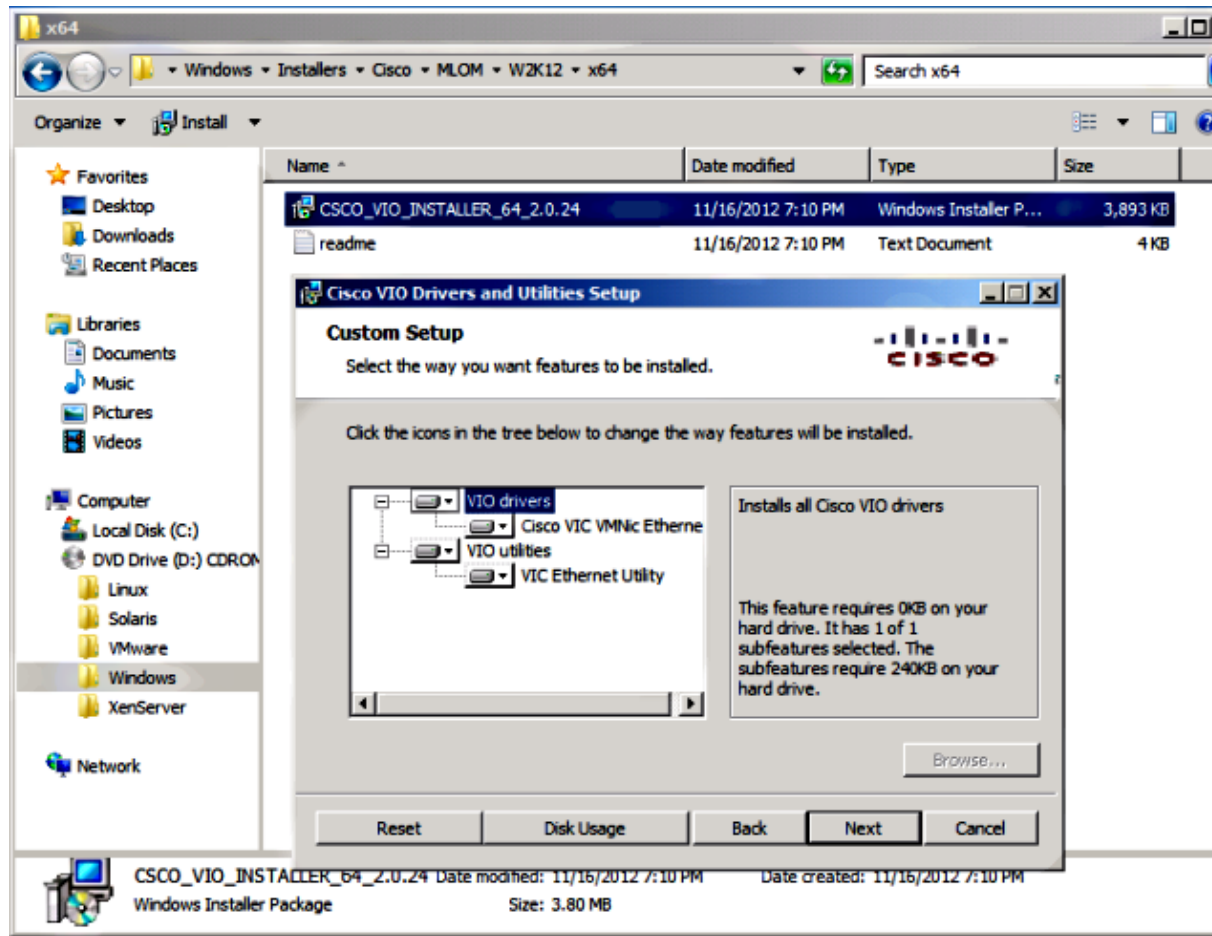 x64
Windows Installers Cisco MLOM W2K12 x64 Search x64
Organize Install
Name Date modified Type Size
CSCO_VIO_INSTALLER_64_2.0.24 11/16/2012 7:10 PM Windows Installer P... 3,893 KB
readme 11/16/2012 7:10 PM Text Document 4 KB
Favorites
Desktop
Downloads
Recent Places
Libraries
Documents
Music
Pictures
Videos
Computer
Local Disk (C:)
DVD Drive (D:) CDROM
Linux
Solaris
VMware
Windows
XenServer
Network
Cisco VIO Drivers and Utilities Setup
Custom Setup
Select the way you want features to be installed.
CISCO
Click the icons in the tree below to change the way features will be installed.
VIO drivers
Cisco VIC VMNic Etherne
VIO utilities
VIC Ethernet Utility
Installs all Cisco VIO drivers
This feature requires 0KB on your
hard drive. It has 1 of 1
subfeatures selected. The
subfeatures require 240KB on your
hard drive.
Browse...
Reset Disk Usage Back Next Cancel
CSCO_VIO_INSTALLER_64_2.0.24 Date modified: 11/16/2012 7:10 PM Date created: 11/16/2012 7:10 PM
Windows Installer Package Size: 3.80 MB